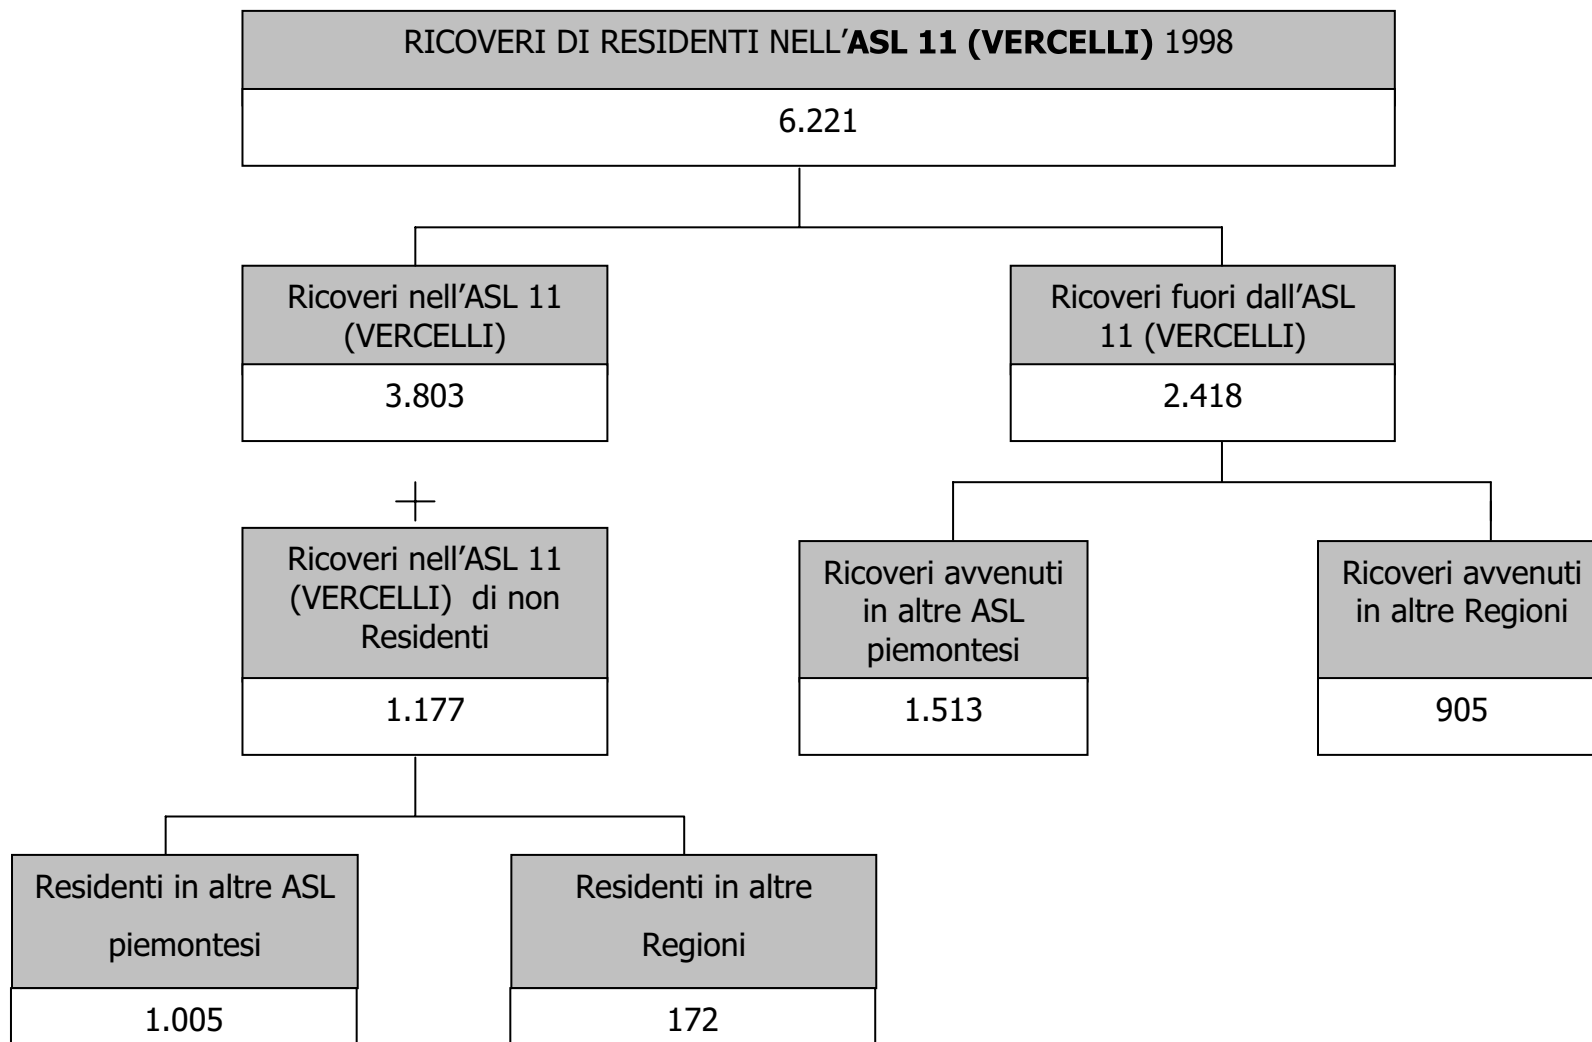 RICOVERI DI RESIDENTI NELL’ASL 11 (VERCELLI) 1998
6.221
Ricoveri nell’ASL 11
(VERCELLI)
3.803
Ricoveri fuori dall’ASL
11 (VERCELLI)
2.418
+
Ricoveri nell’ASL 11
(VERCELLI) di non
Residenti
1.177
Ricoveri avvenuti
in altre ASL
piemontesi
1.513
Ricoveri avvenuti
in altre Regioni
905
Residenti in altre ASL
piemontesi
1.005
Residenti in altre
Regioni
172